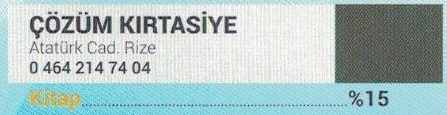 ÇÖZÜM KIRTASİYE
Atatürk Cad. Rize
0 464 214 74 04
Kitap..................................................%15